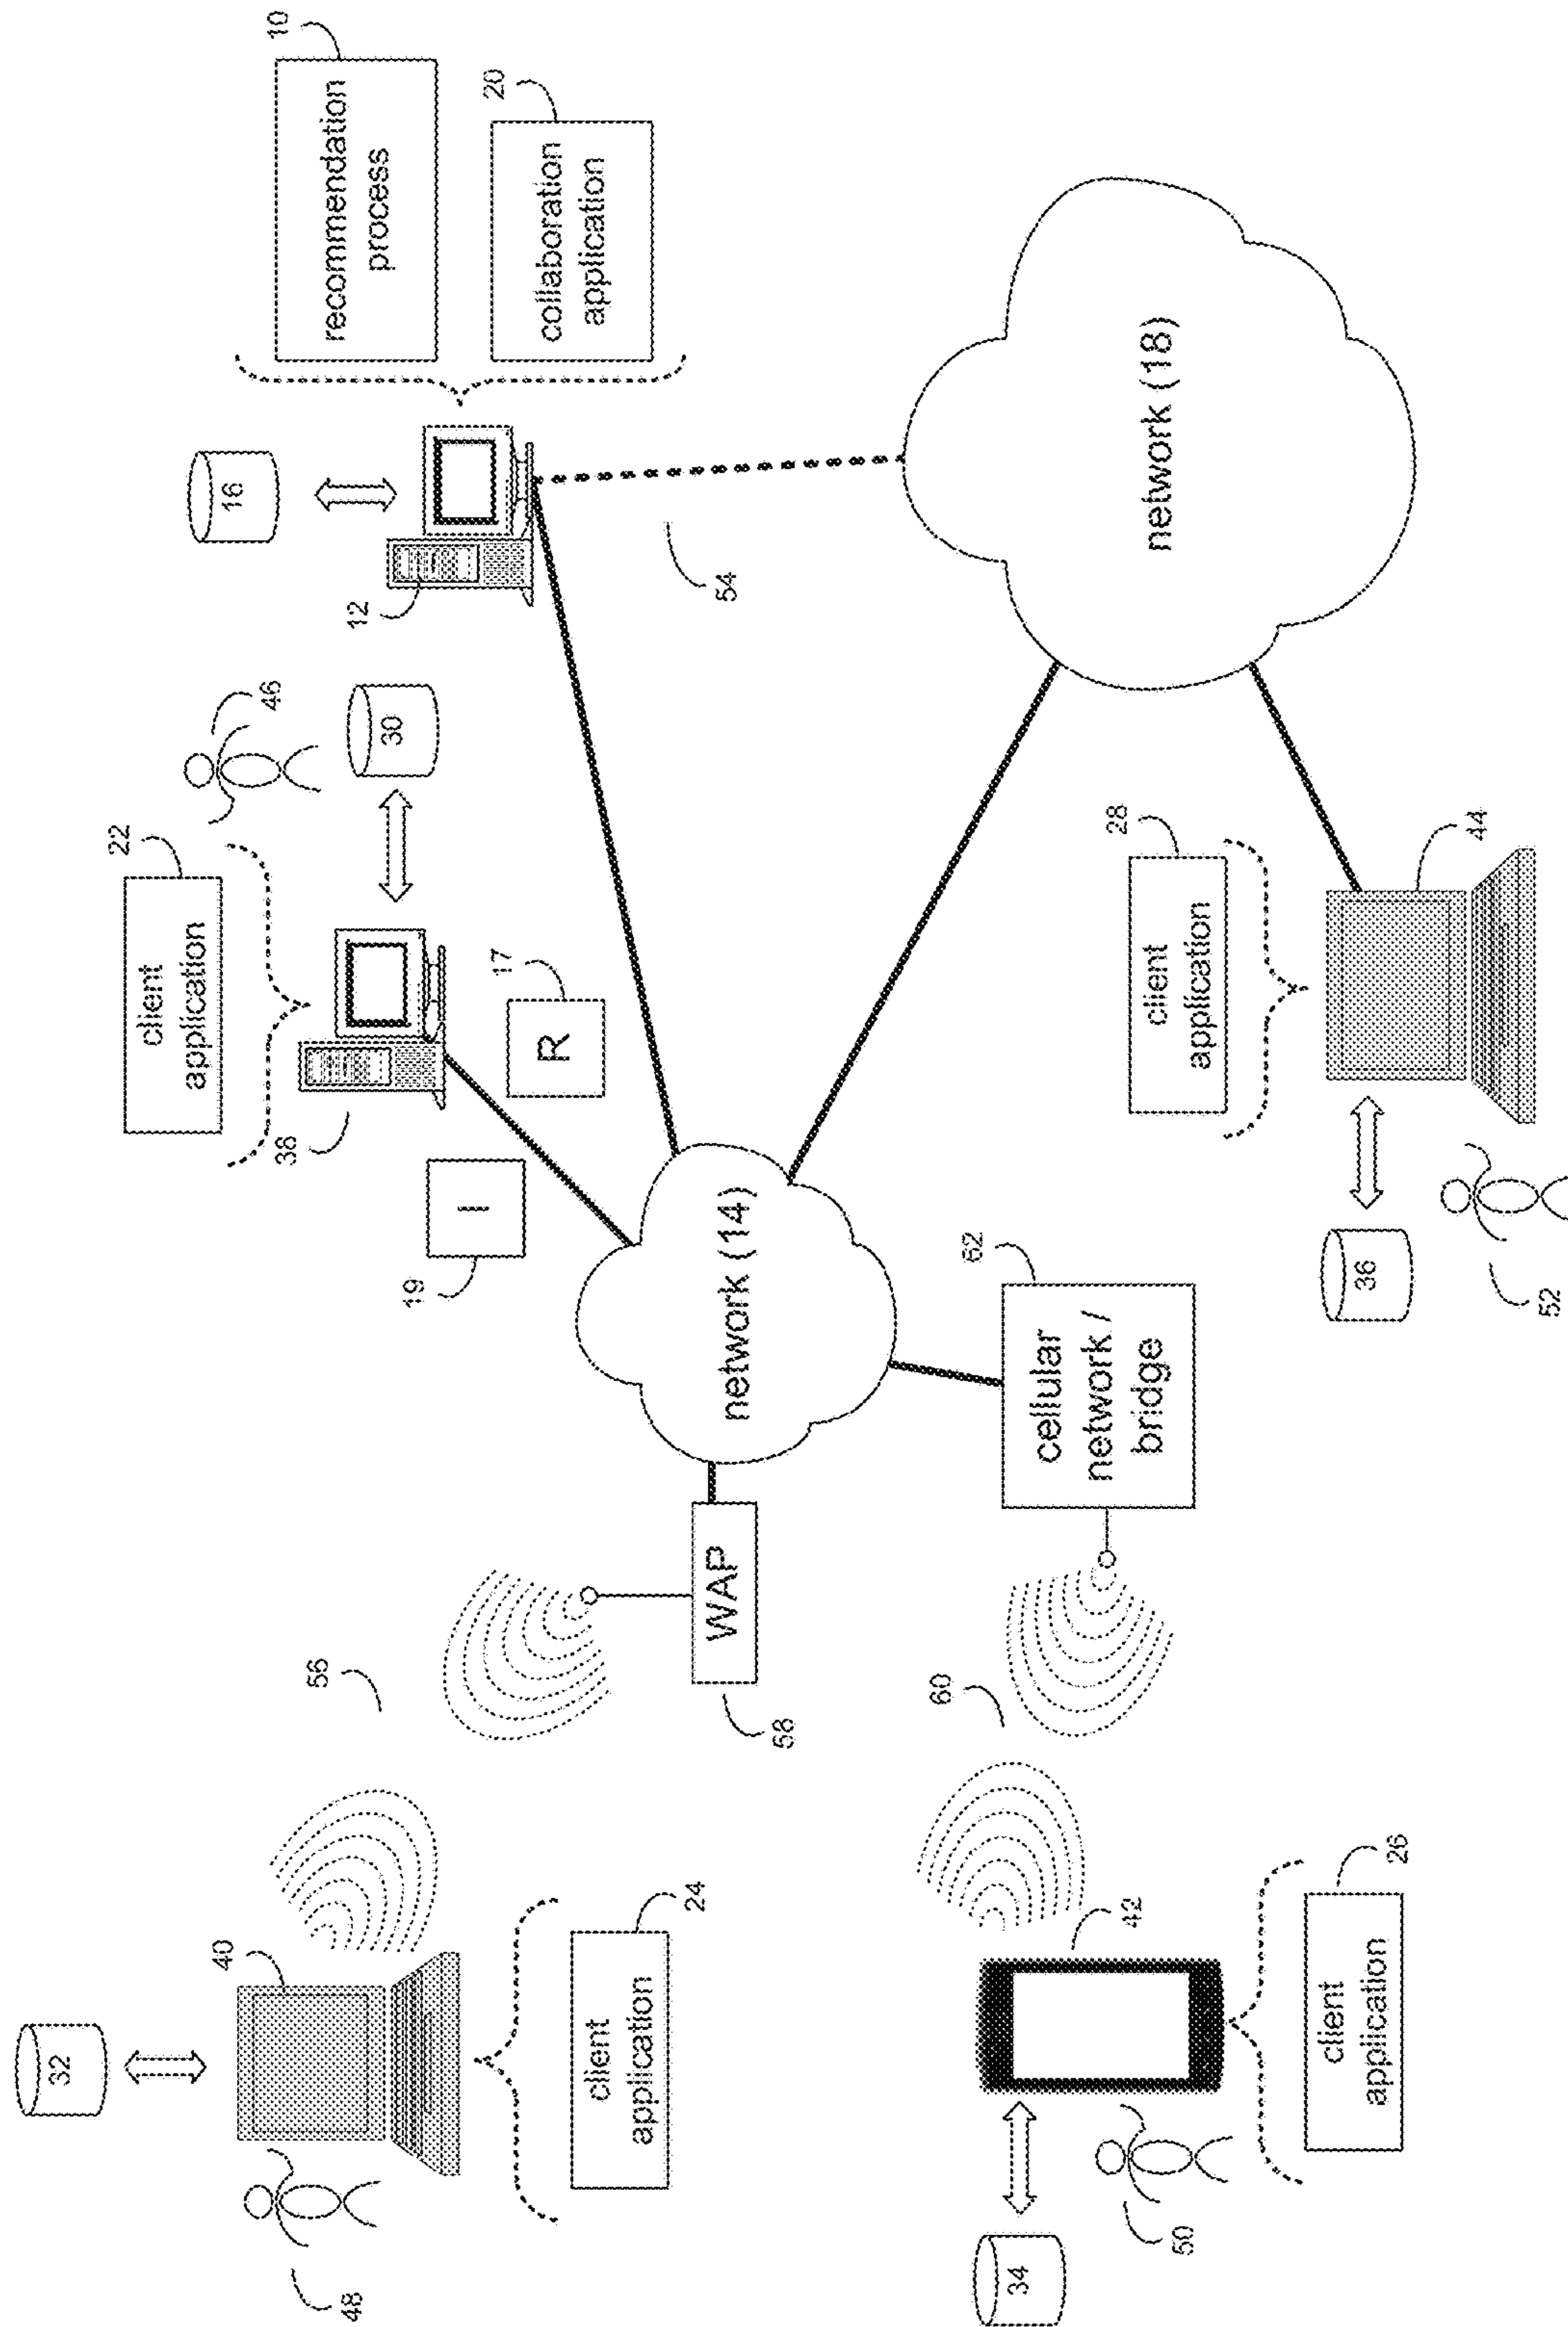 32
40
48
client
application
24
56
WAP
58
22
client
application
38
46
30
19
I
17
R
16
12
10
recommendation
process
20
collaboration
application
54
network (14)
network (18)
60
62
cellular
network /
bridge
34
42
50
client
application
26
28
client
application
36
44
52